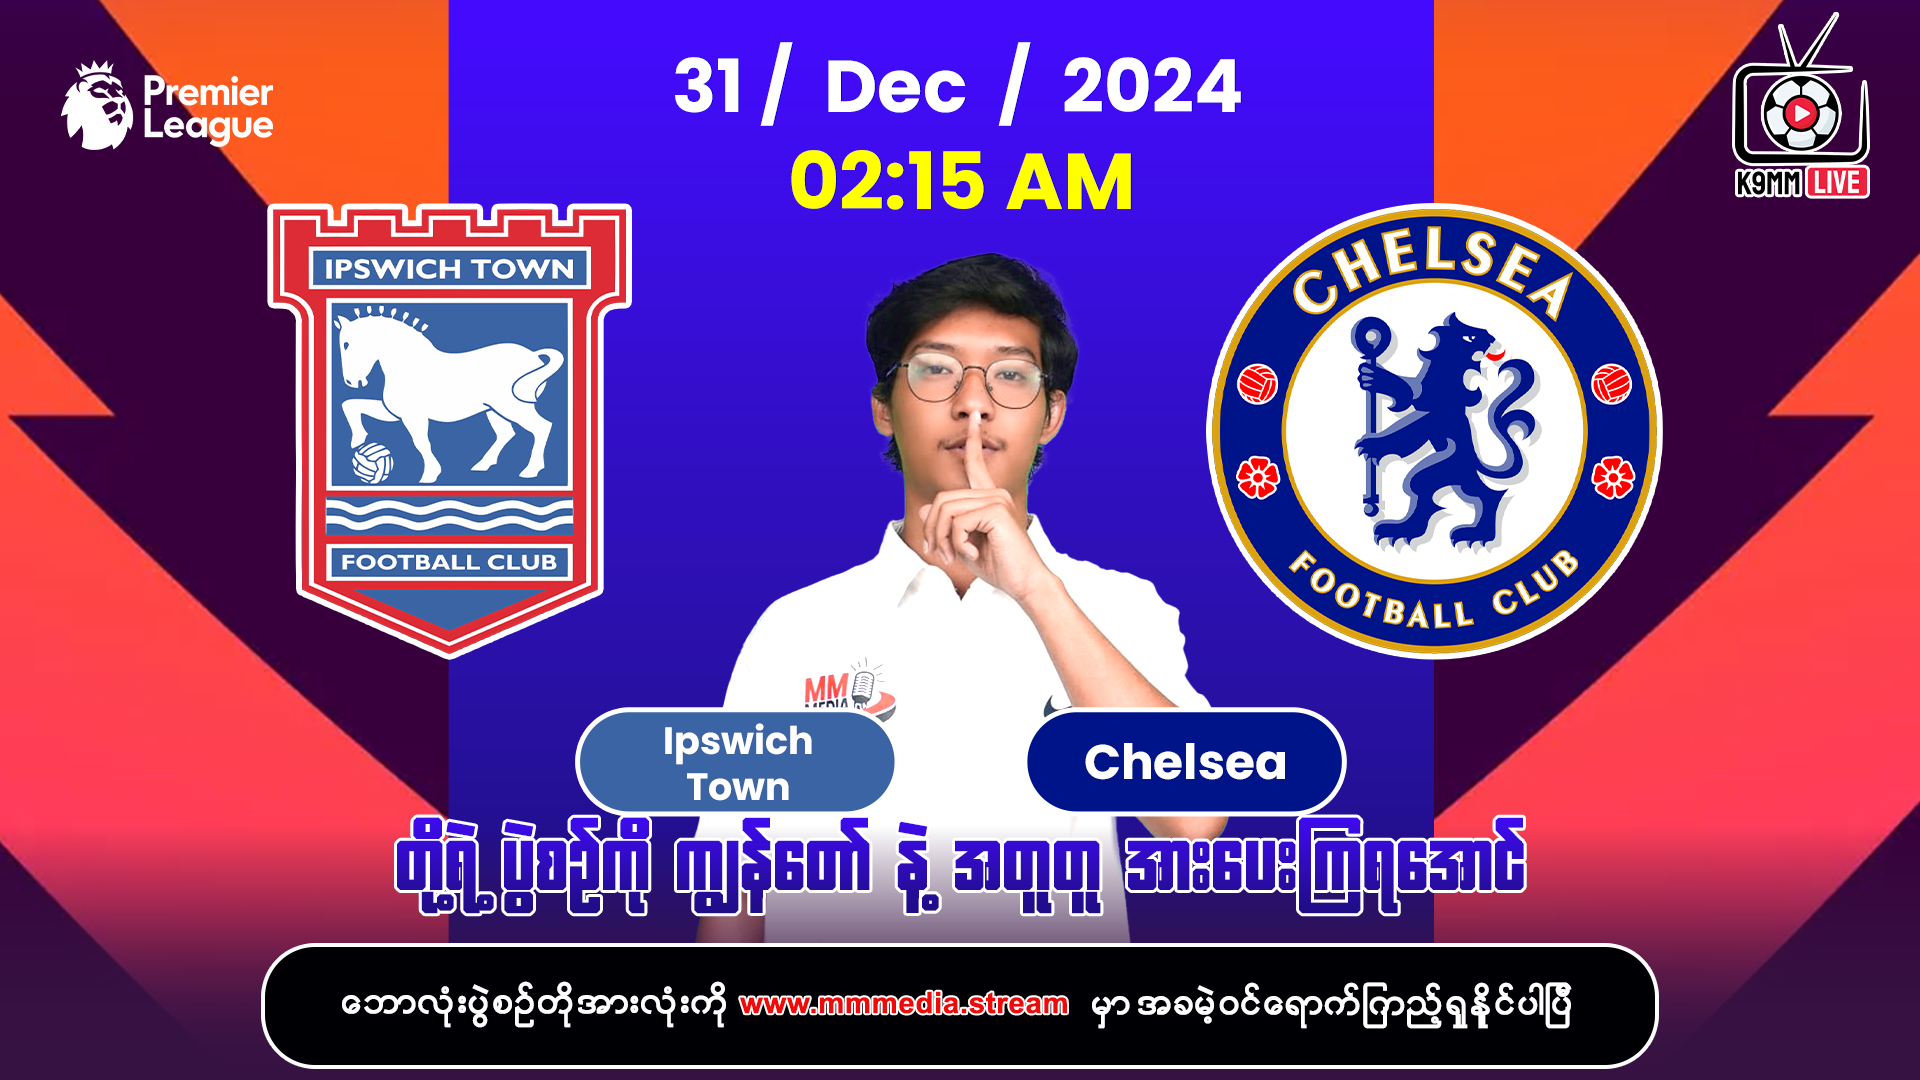 Premier
League
31 / Dec / 2024
02:15 AM
K9MM LIVE
IPSWICH TOWN
FOOTBALL CLUB
CHELSEA
FOOTBALL CLUB
MM
MEDIA
Ipswich
Town
Chelsea
တို့ရဲ့ ပွဲစဉ်ကို ကျွန်တော် နဲ့ အတူတူ အားပေးကြရအောင်
ဘောလုံးပွဲစဉ်တိုအားလုံးကို www.mmmedia.stream မှာ အခမဲ့ဝင်ရောက်ကြည့်ရှုနိူင်ပါပြီ